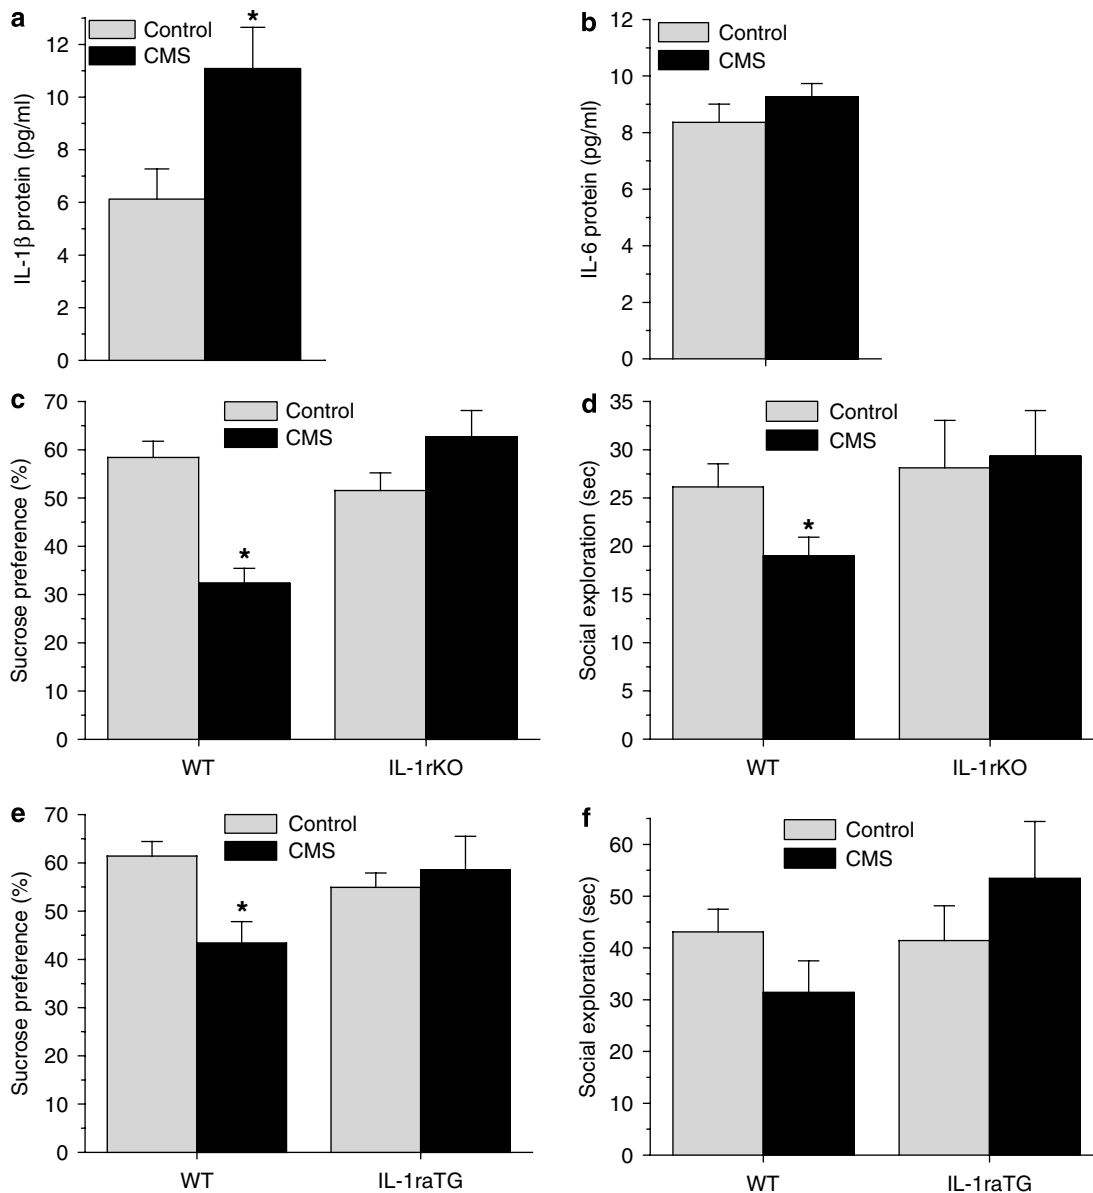 a
*
Control
CMS
12
10
8
6
4
2
0
IL-1β protein (pg/ml)
b
Control
CMS
12
10
8
6
4
2
0
IL-6 protein (pg/ml)
c
Control
CMS
70
60
50
40
30
20
10
0
Sucrose preference (%)
*
WT
IL-1rKO
d
Control
CMS
35
30
25
20
15
10
5
0
Social exploration (sec)
*
WT
IL-1rKO
e
Control
CMS
70
60
50
40
30
20
10
0
Sucrose preference (%)
*
WT
IL-1raTG
f
Control
CMS
60
50
40
30
20
10
0
Social exploration (sec)
WT
IL-1raTG